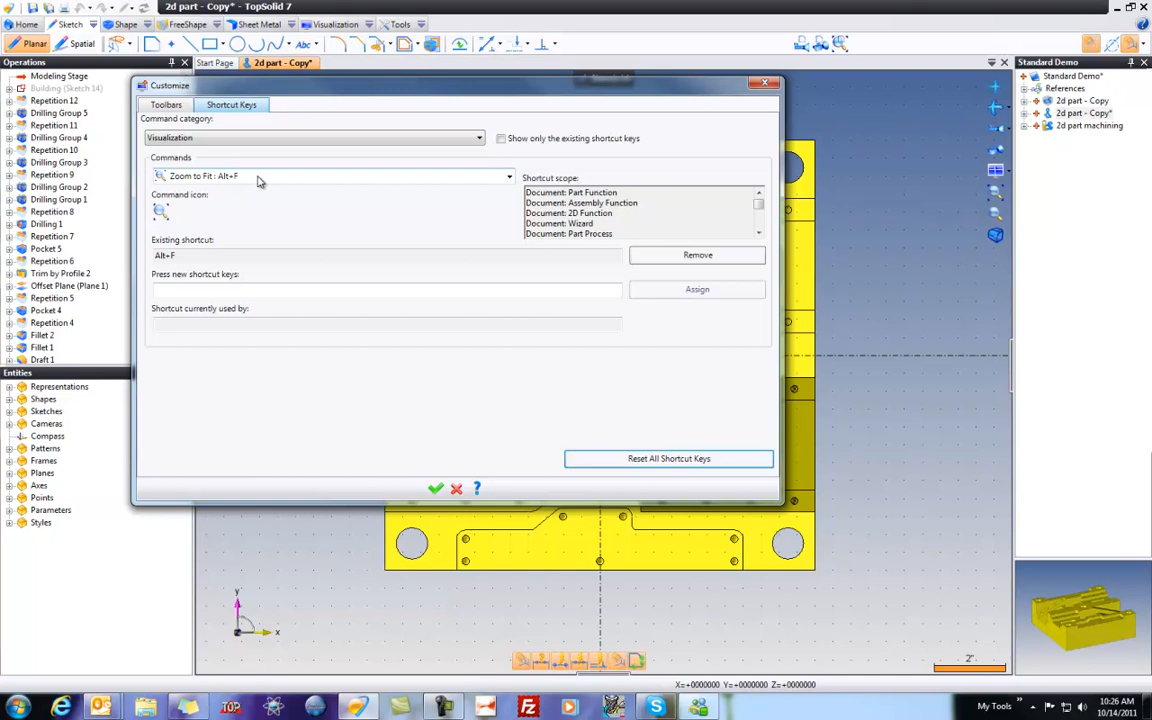 2d part - Copy* - TopSolid 7
Home Sketch Shape FreeShape Sheet Metal Visualization Tools
Planar Spatial Abc
Operations
Start Page 2d part - Copy*
Standard Demo
Modeling Stage
Building (Sketch 14)
Repetition 12
Drilling Group 5
Repetition 11
Drilling Group 4
Repetition 10
Drilling Group 3
Repetition 9
Drilling Group 2
Drilling Group 1
Repetition 8
Drilling 1
Repetition 7
Pocket 5
Repetition 6
Trim by Profile 2
Offset Plane (Plane 1)
Repetition 5
Pocket 4
Repetition 4
Fillet 2
Fillet 1
Draft 1
Entities
Representations
Shapes
Sketches
Cameras
Compass
Patterns
Frames
Planes
Axes
Points
Parameters
Styles
Customize
Toolbars Shortcut Keys
Command category:
Visualization
Show only the existing shortcut keys
Commands
Zoom to Fit : Alt+F
Command icon:
Shortcut scope:
Document: Part Function
Document: Assembly Function
Document: 2D Function
Document: Wizard
Document: Part Process
Existing shortcut:
Alt+F
Remove
Press new shortcut keys:
Assign
Shortcut currently used by:
Reset All Shortcut Keys
Standard Demo*
References
2d part - Copy
2d part - Copy*
2d part machining
y
x
2"
X=+0000000 Y=+0000000 Z=+0000000
TOP
My Tools
10:26 AM
10/14/2011